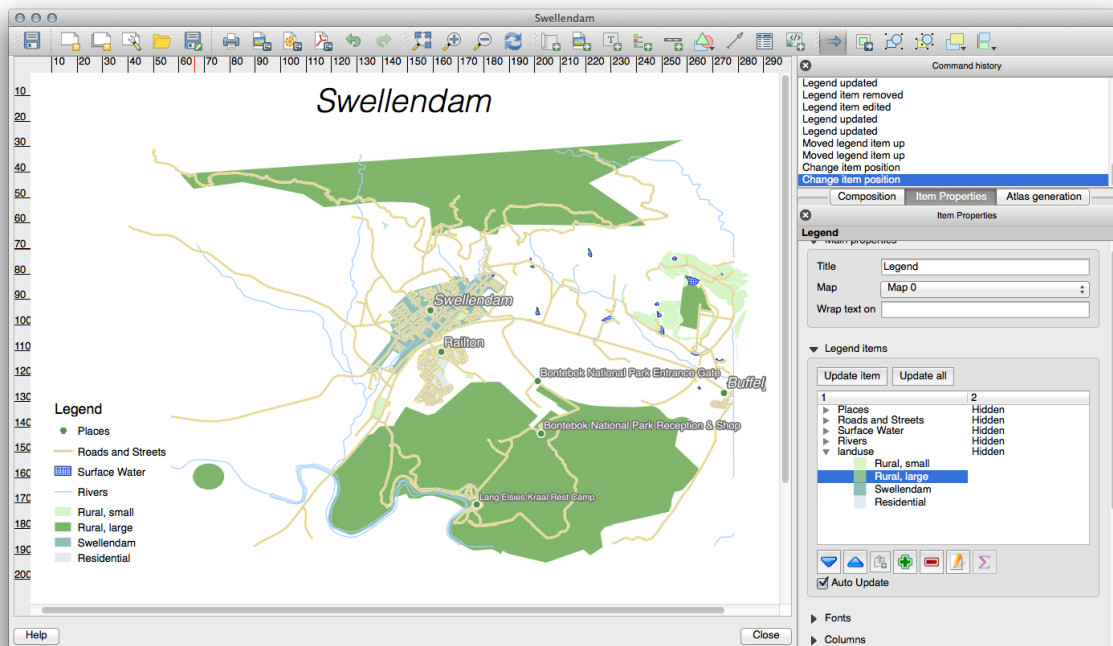 Swellendam
10 20 30 40 50 60 70 80 90 100 110 120 130 140 150 160 170 180 190 200 210 220 230 240 250 260 270 280 290
10
20
30
40
50
60
70
80
90
100
110
120
130
140
150
160
170
180
190
200
Swellendam
Swellendam
Railton
Bontebok National Park Entrance Gate
Buffelj
Bontebok National Park Reception & Shop
Lang Elsies Kraal Rest Camp
Legend
Places
Roads and Streets
Surface Water
Rivers
Rural, small
Rural, large
Swellendam
Residential
Help
Close
Command history
Legend updated
Legend item removed
Legend item edited
Legend updated
Legend updated
Moved legend item up
Moved legend item up
Change item position
Change item position
Composition Item Properties Atlas generation
Item Properties
Legend
Main properties
Title Legend
Map Map 0
Wrap text on
Legend items
Update item Update all
1 2
Places Hidden
Roads and Streets Hidden
Surface Water Hidden
Rivers Hidden
landuse Hidden
Rural, small
Rural, large
Swellendam
Residential
Auto Update
Fonts
Columns